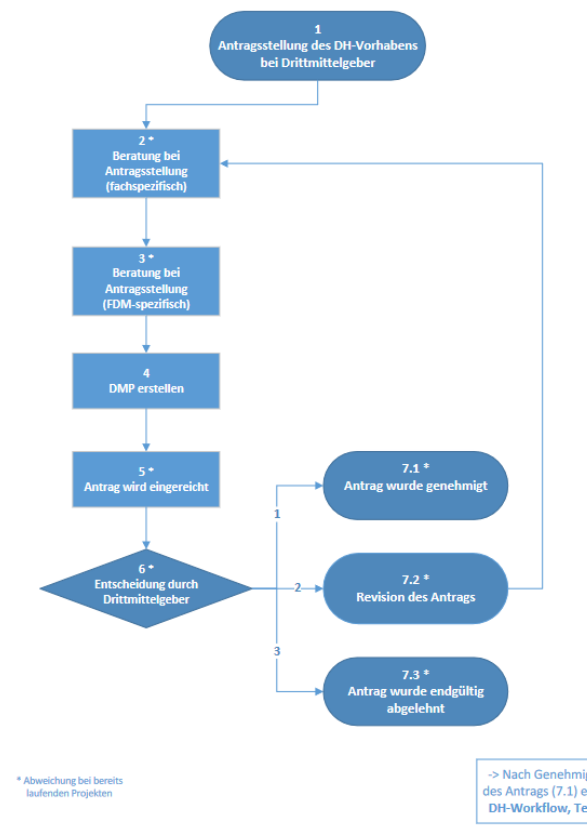 1
Antragsstellung des DH-Vorhabens
bei Drittmittelgeber
2 *
Beratung bei
Antragsstellung
(fachspezifisch)
3 *
Beratung bei
Antragsstellung
(FDM-spezifisch)
4
DMP erstellen
5 *
Antrag wird eingereicht
6 *
Entscheidung durch
Drittmittelgeber
1
7.1 *
Antrag wurde genehmigt
2
7.2 *
Revision des Antrags
3
7.3 *
Antrag wurde endgültig
abgelehnt
* Abweichung bei bereits
laufenden Projekten
-> Nach Genehmig
des Antrags (7.1) e
DH-Workflow, Te